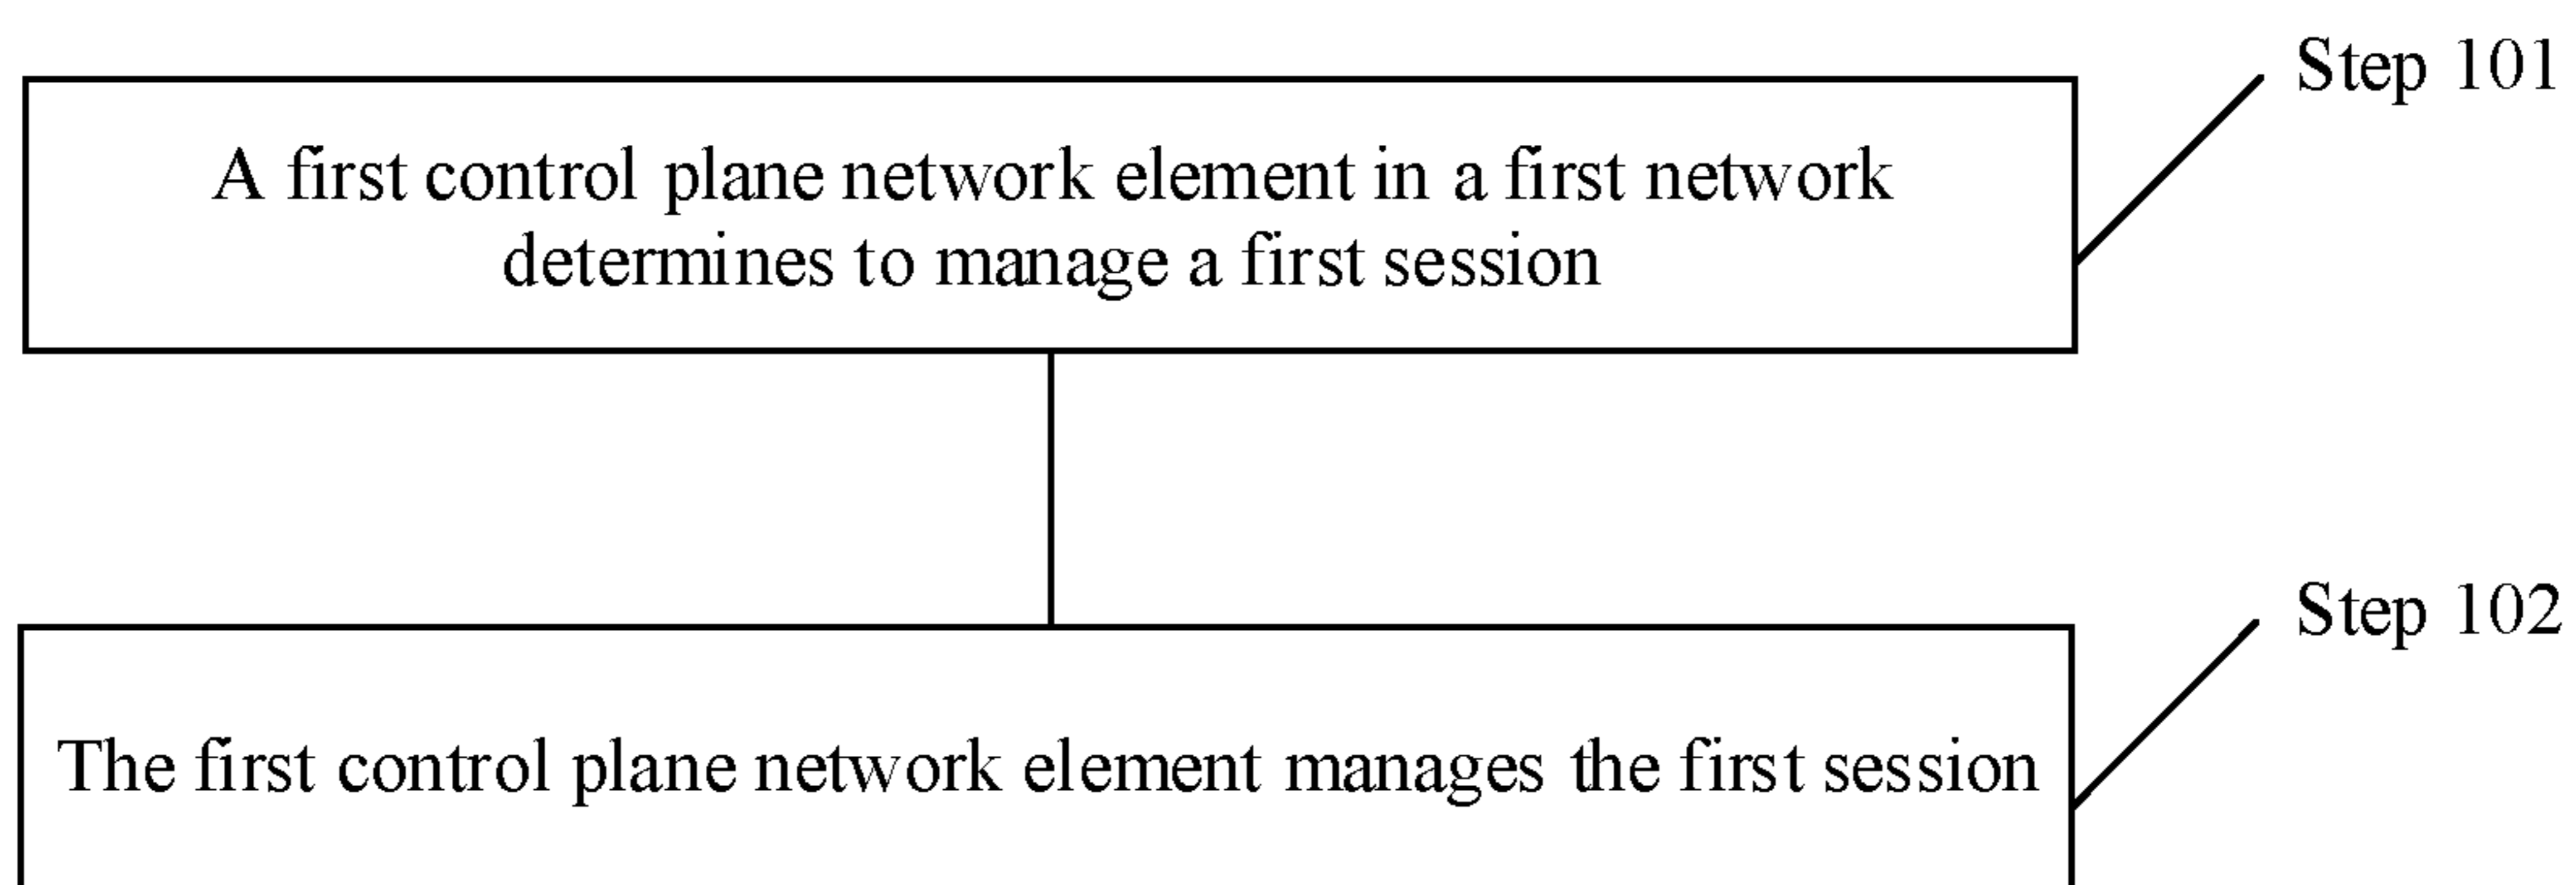 Step 101
A first control plane network element in a first network
determines to manage a first session
Step 102
The first control plane network element manages the first session